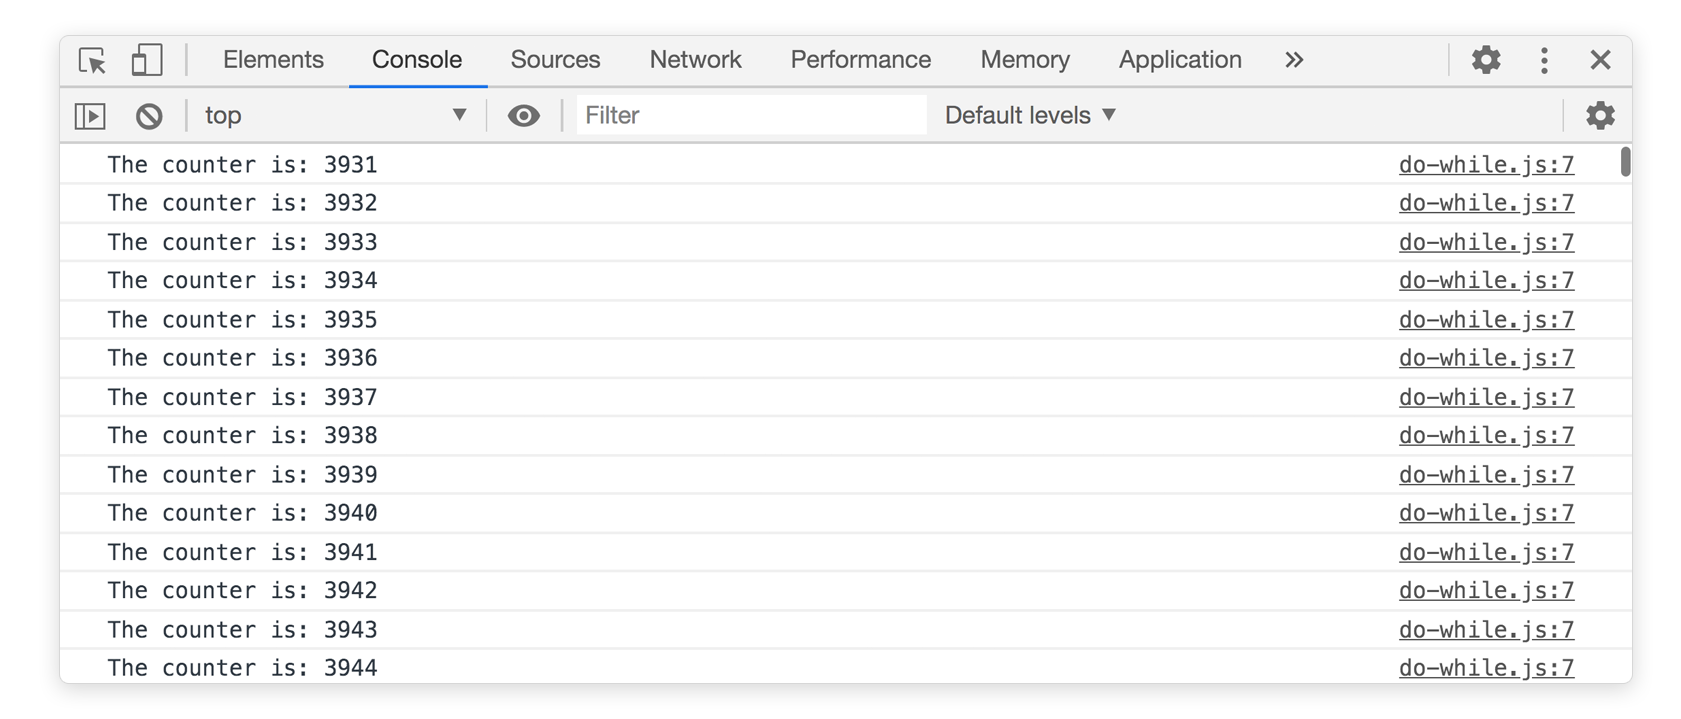 Elements Console Sources Network Performance Memory Application
top Filter Default levels
The counter is: 3931 do-while.js:7
The counter is: 3932 do-while.js:7
The counter is: 3933 do-while.js:7
The counter is: 3934 do-while.js:7
The counter is: 3935 do-while.js:7
The counter is: 3936 do-while.js:7
The counter is: 3937 do-while.js:7
The counter is: 3938 do-while.js:7
The counter is: 3939 do-while.js:7
The counter is: 3940 do-while.js:7
The counter is: 3941 do-while.js:7
The counter is: 3942 do-while.js:7
The counter is: 3943 do-while.js:7
The counter is: 3944 do-while.js:7